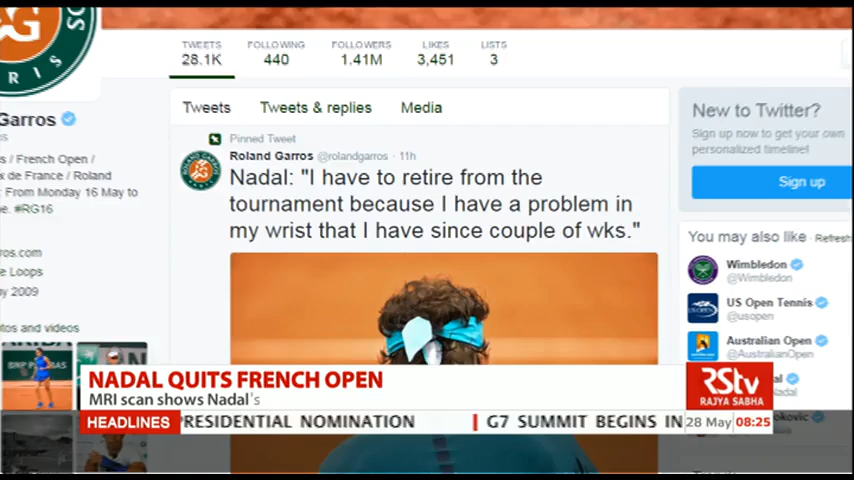 TWEETS FOLLOWING FOLLOWERS LIKES LISTS
28.1K 440 1.41M 3,451 3
RIS
Garros
Tweets Tweets & replies Media
Pinned Tweet
Roland Garros @rolandgarros · 11h
Nadal: "I have to retire from the
tournament because I have a problem in
my wrist that I have since couple of wks."
s / French Open /
x de France / Roland
: From Monday 16 May to
e. #RG16
ros.com
e Loops
y 2009
otos and videos
New to Twitter?
Sign up now to get your own
personalized timeline!
Sign up
You may also like · Refresh
Wimbledon
@Wimbledon
US Open Tennis
@usopen
Australian Open
@AustralianOpen
NADAL QUITS FRENCH OPEN
MRI scan shows Nadal's
RSTV
RAJYA SABHA
HEADLINES PRESIDENTIAL NOMINATION | G7 SUMMIT BEGINS IN 28 May 08:25